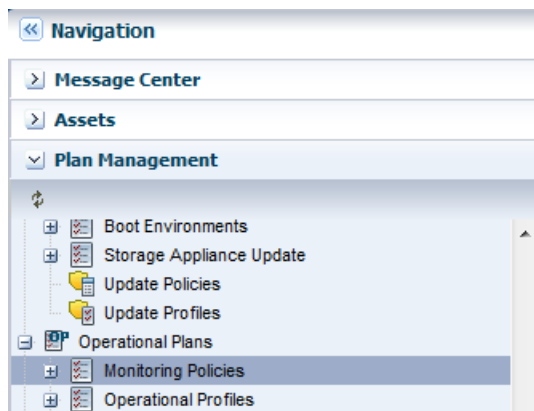 Navigation
Message Center
Assets
Plan Management
Boot Environments
Storage Appliance Update
Update Policies
Update Profiles
Operational Plans
Monitoring Policies
Operational Profiles